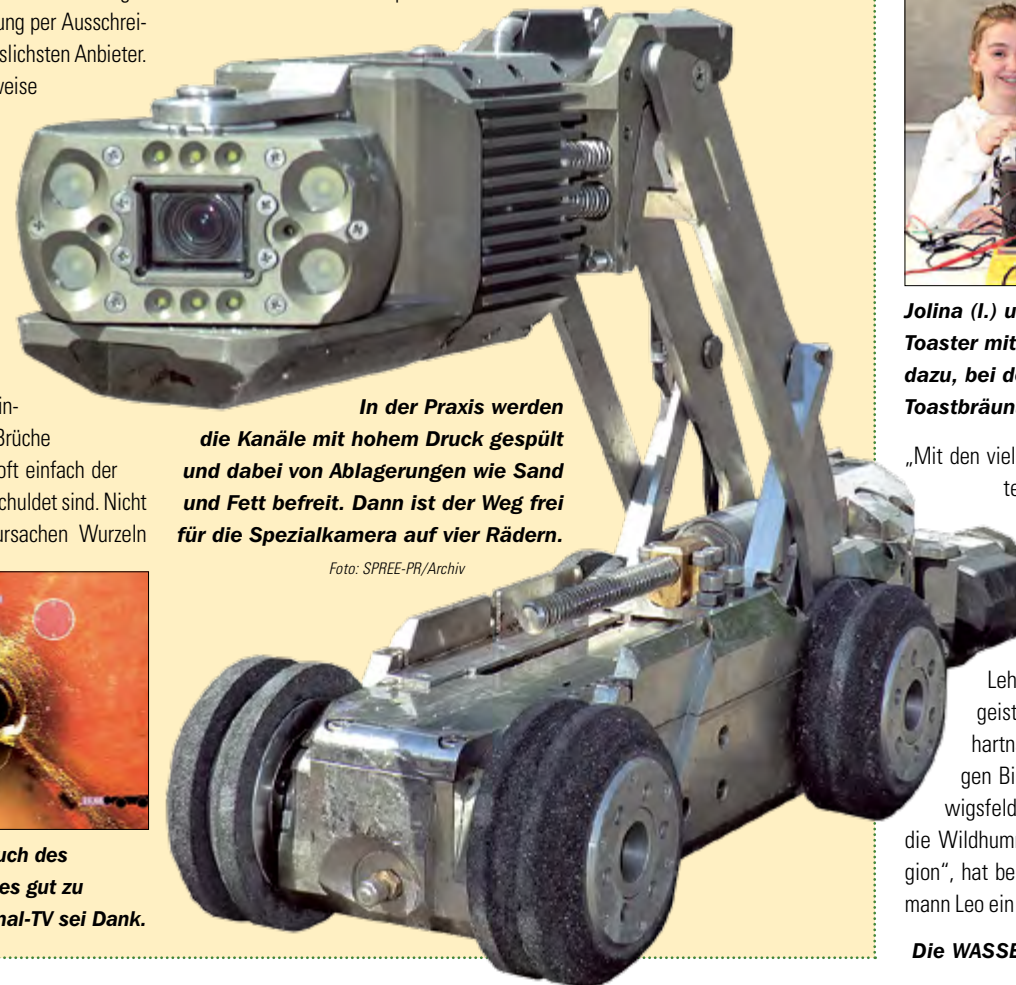 ung per Ausschrei-
slichsten Anbieter.
weise
in-
Brüche
oft einfach der
schuldet sind. Nicht
ursachen Wurzeln
uch des
es gut zu
nal-TV sei Dank.
In der Praxis werden
die Kanäle mit hohem Druck gespült
und dabei von Ablagerungen wie Sand
und Fett befreit. Dann ist der Weg frei
für die Spezialkamera auf vier Rädern.
Foto: SPREE-PR/Archiv
Jolina (l.) u
Toaster mit
dazu, bei de
Toastbräun
„Mit den viel
te
Leh
geist
hartn
gen Bi
wigsfeld
die Wildhumm
gion“, hat be
mann Leo ein
Die WASSE